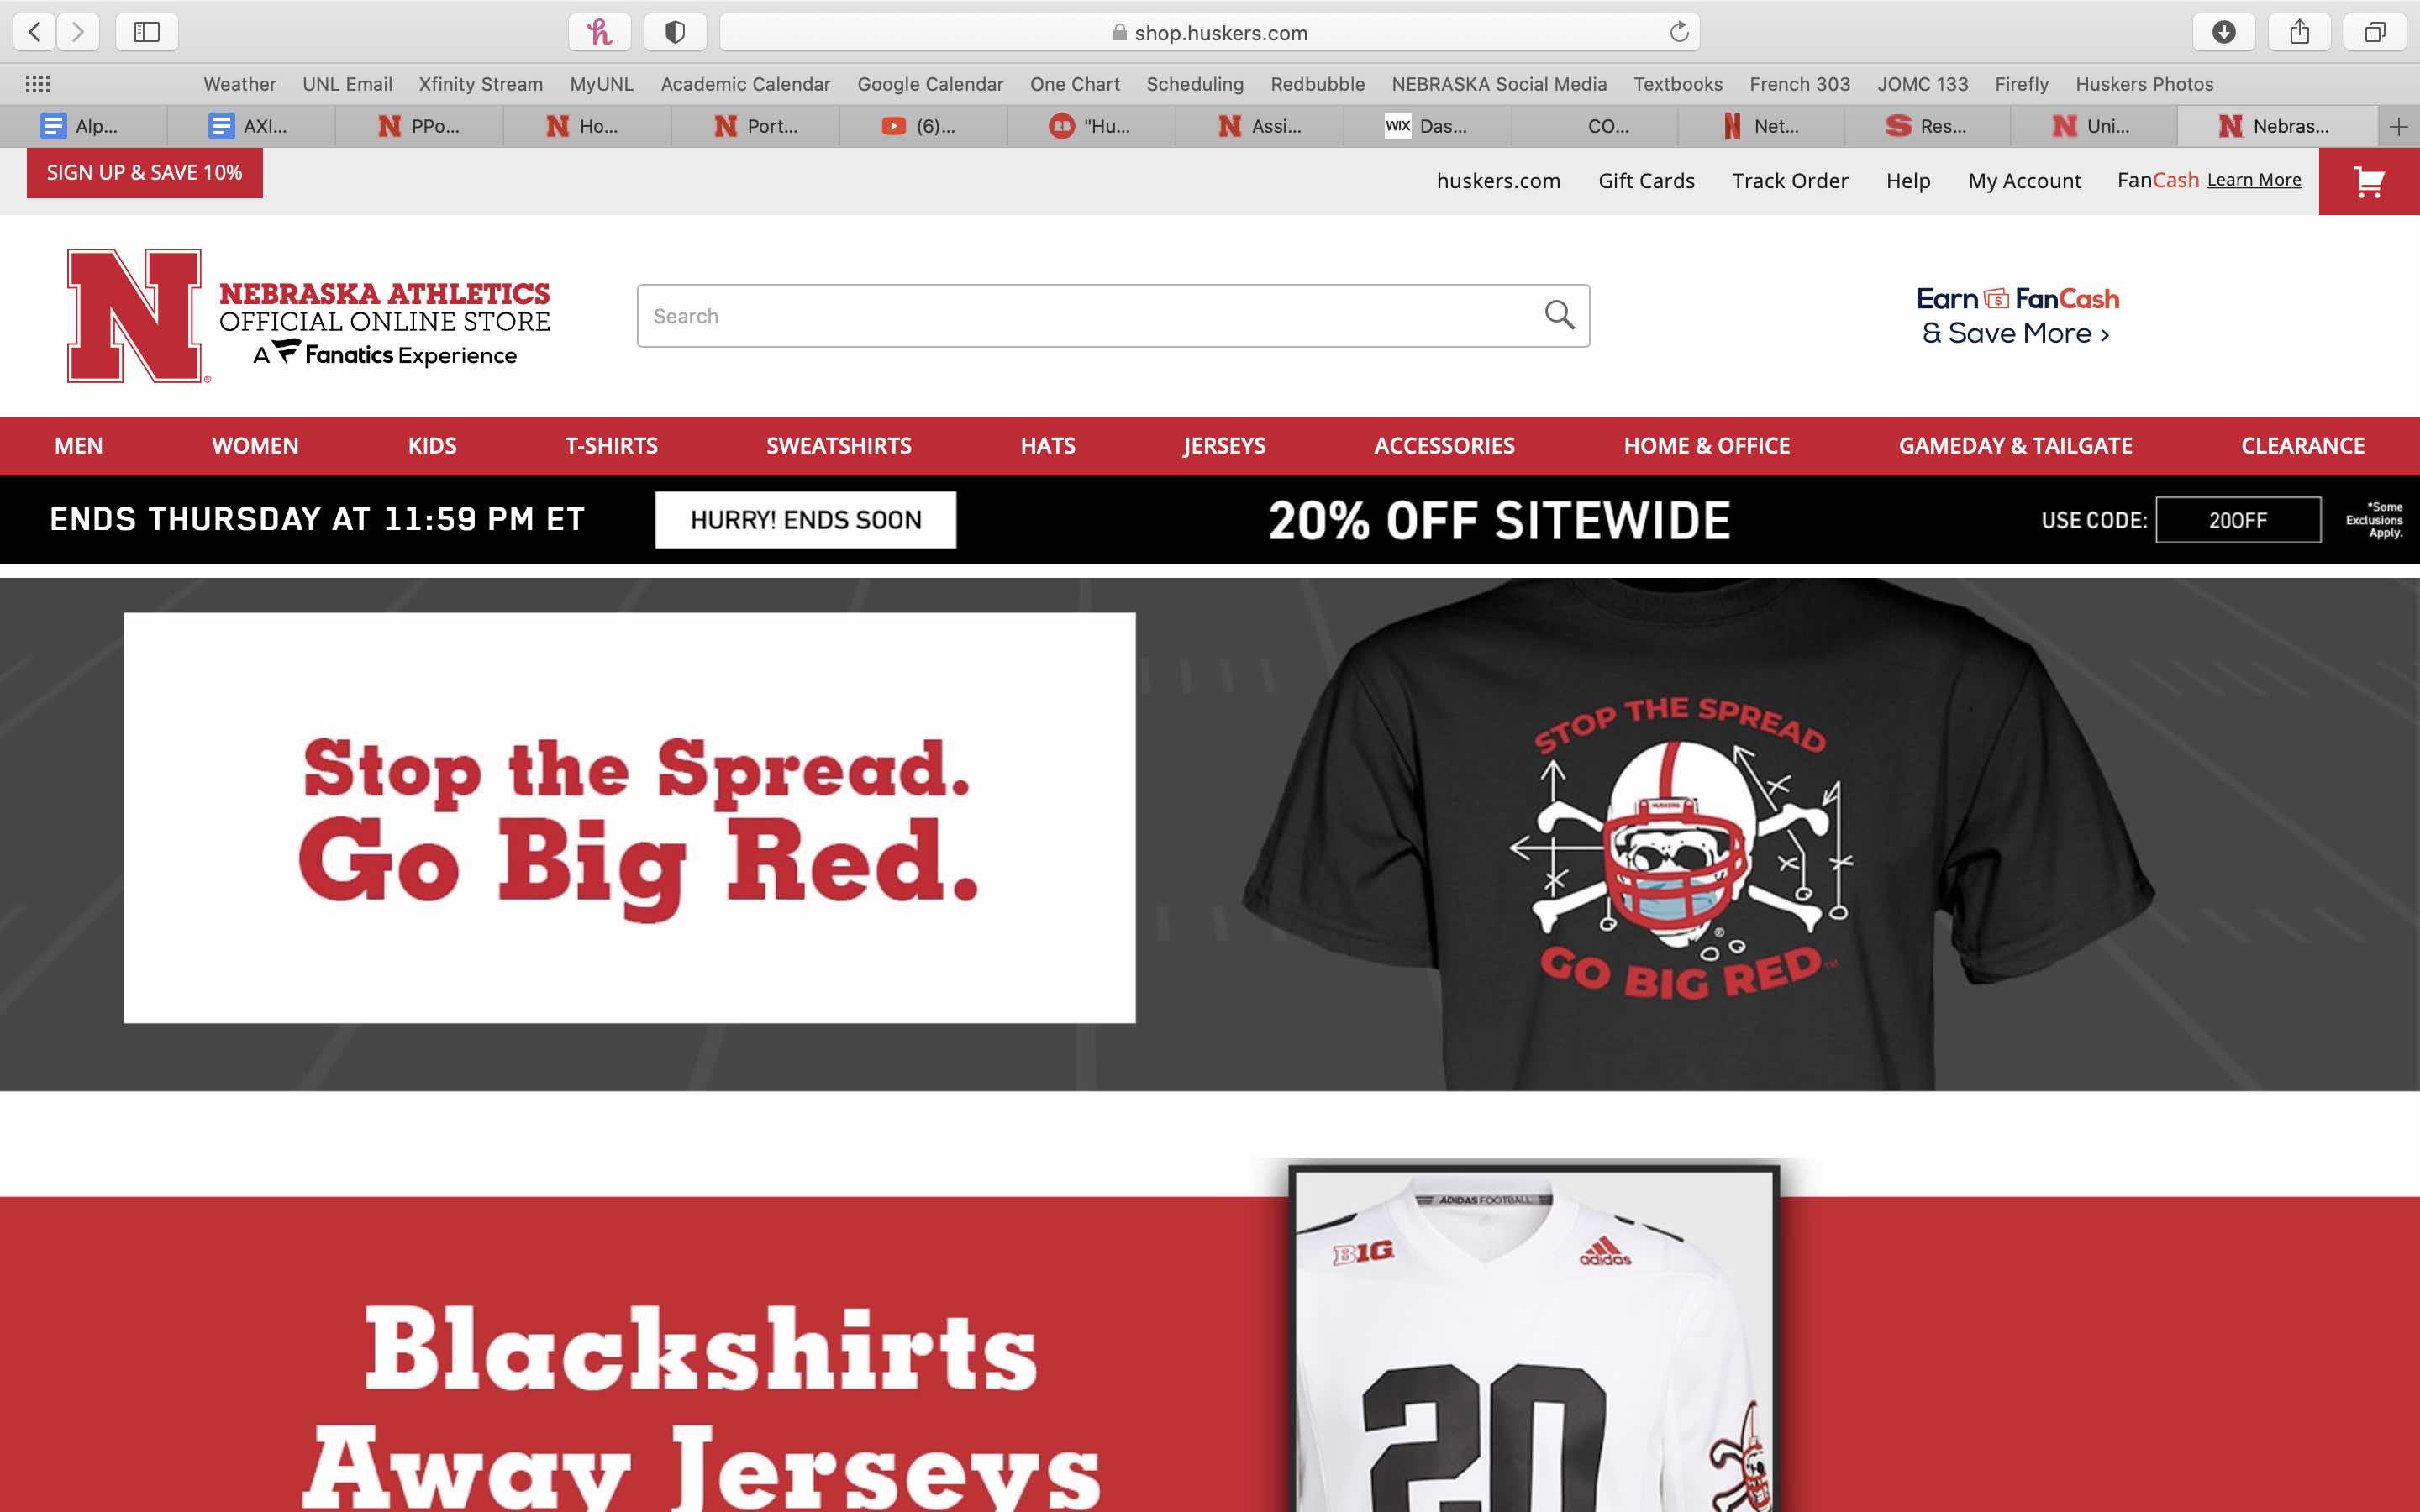 shop.huskers.com
Weather UNL Email Xfinity Stream MyUNL Academic Calendar Google Calendar One Chart Scheduling Redbubble NEBRASKA Social Media Textbooks French 303 JOMC 133 Firefly Huskers Photos
Alp... AXI... N PPo... N Ho... N Port... (6)... RB "Hu... N Assi... WIX Das... CO... N Net... S Res... N Uni... N Nebras...
SIGN UP & SAVE 10%
huskers.com Gift Cards Track Order Help My Account FanCash Learn More
N®
NEBRASKA ATHLETICS
OFFICIAL ONLINE STORE
A Fanatics Experience
Search
Earn $ FanCash
& Save More ›
MEN WOMEN KIDS T-SHIRTS SWEATSHIRTS HATS JERSEYS ACCESSORIES HOME & OFFICE GAMEDAY & TAILGATE CLEARANCE
ENDS THURSDAY AT 11:59 PM ET HURRY! ENDS SOON 20% OFF SITEWIDE USE CODE: 20OFF *Some
Exclusions
Apply.
Stop the Spread.
Go Big Red.
STOP THE SPREAD
HUSKERS
®
GO BIG RED™
ADIDAS FOOTBALL
B1G adidas
20
Blackshirts
Away Jerseys